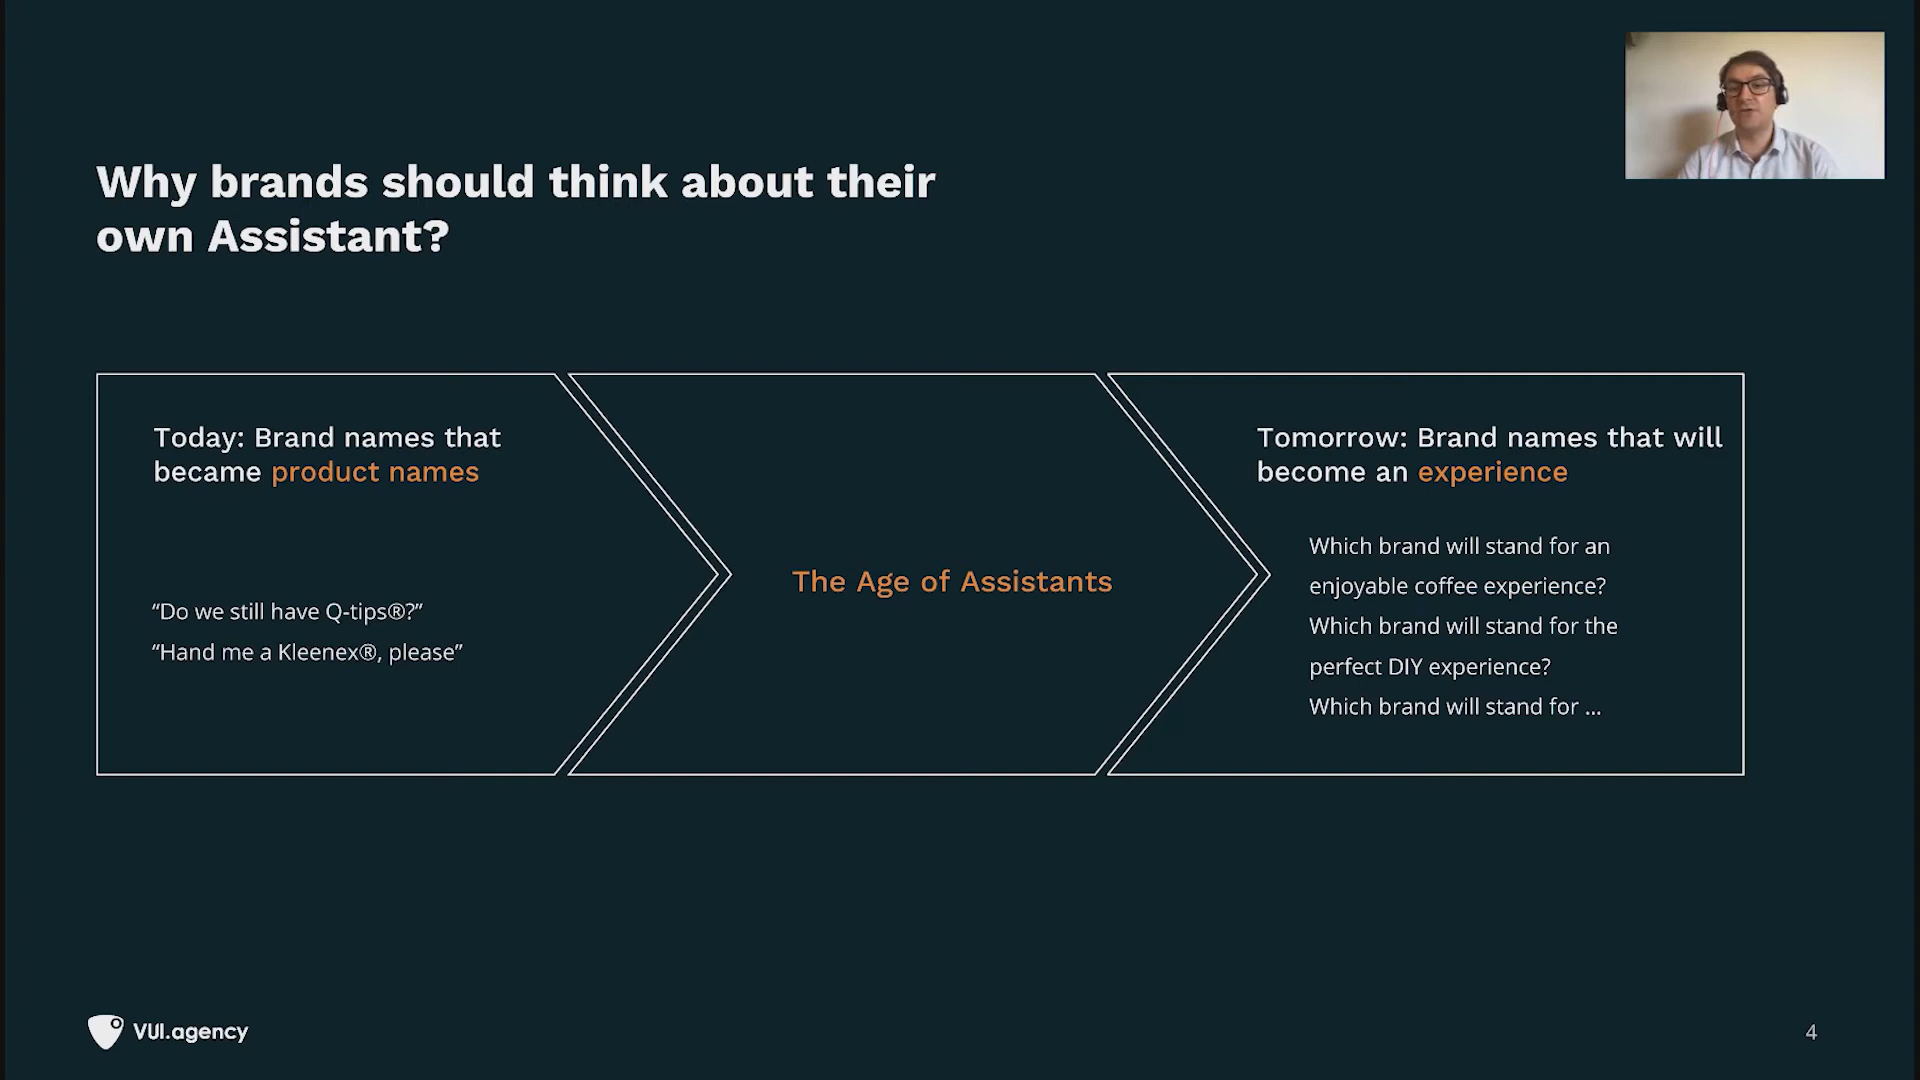 Why brands should think about their
own Assistant?
Today: Brand names that
became product names
“Do we still have Q-tips®?”
“Hand me a Kleenex®, please”
The Age of Assistants
Tomorrow: Brand names that will
become an experience
Which brand will stand for an
enjoyable coffee experience?
Which brand will stand for the
perfect DIY experience?
Which brand will stand for ...
VUI.agency
4